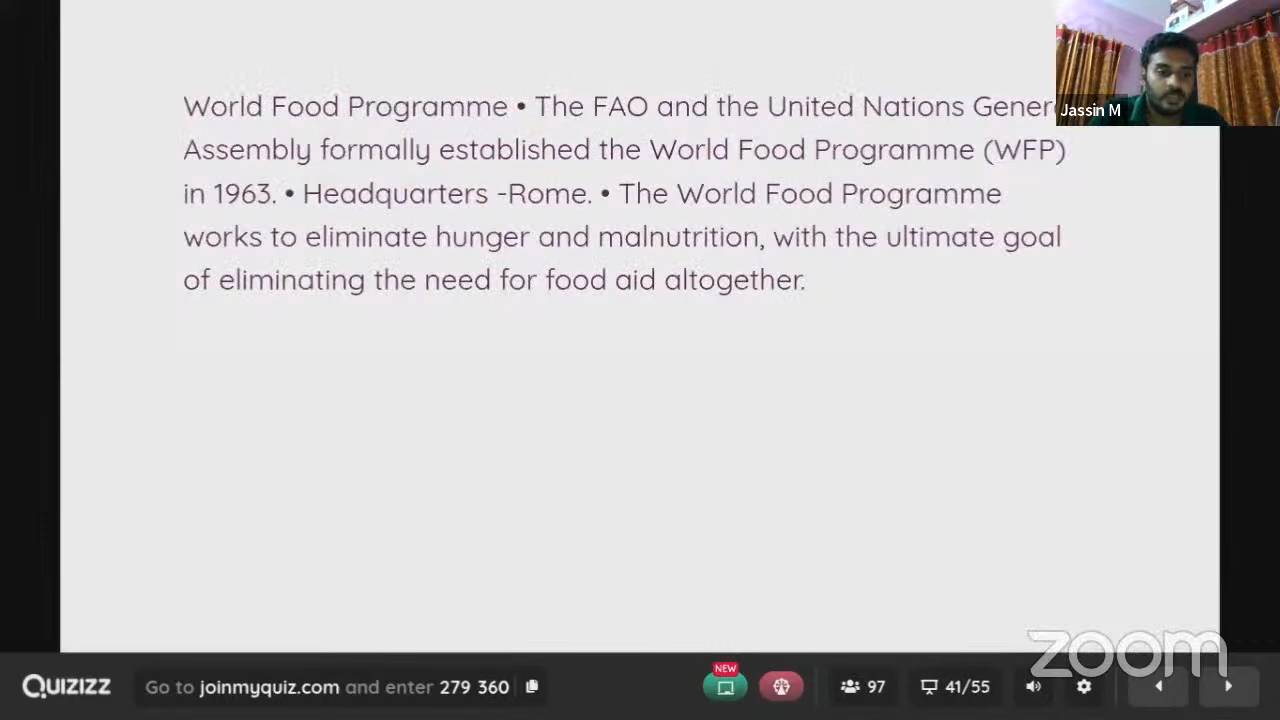 World Food Programme • The FAO and the United Nations Gener
Assembly formally established the World Food Programme (WFP)
in 1963. • Headquarters -Rome. • The World Food Programme
works to eliminate hunger and malnutrition, with the ultimate goal
of eliminating the need for food aid altogether.
Jassin M
zoom
NEW
Quizizz
Go to joinmyquiz.com and enter 279 360
97
41/55